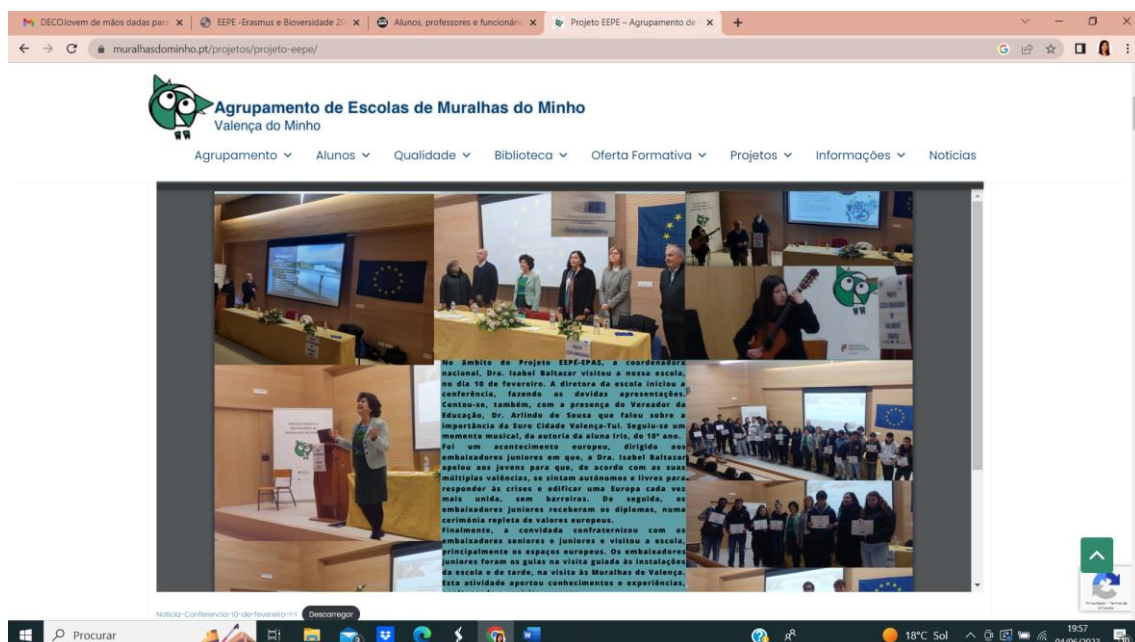 DECOJovem de mãos dadas para
EEPE -Erasmus e Bioversidade 20
Alunos, professores e funcionário
Projeto EEPE – Agrupamento de
muralhasdominho.pt/projetos/projeto-eepe/
Agrupamento de Escolas de Muralhas do Minho
Valença do Minho
Agrupamento Alunos Qualidade Biblioteca Oferta Formativa Projetos Informações Noticias
No âmbito do Projeto EEPE-EPAS, a coordenadora
nacional, Dra. Isabel Baltazar visitou a nossa escola,
no dia 10 de fevereiro. A diretora da escola iniciou a
conferência, fazendo as devidas apresentações.
Contou-se, também, com a presença do Vereador da
Educação, Dr. Arlindo de Sousa que falou sobre a
importância da Euro Cidade Valença-Tui. Seguiu-se um
momento musical, da autoria da aluna Iris, do 10º ano.
Foi um acontecimento europeu, dirigido aos
embaixadores juniores em que, a Dra. Isabel Baltazar
apelou aos jovens para que, de acordo com as suas
múltiplas valências, se sintam autónomos e livres para
responder às crises e edificar uma Europa cada vez
mais unida, sem barreiras. De seguida, os
embaixadores juniores receberam os diplomas, numa
cerimónia repleta de valores europeus.
Finalmente, a convidada confraternizou com os
embaixadores seniores e juniores e visitou a escola,
principalmente os espaços europeus. Os embaixadores
juniores foram os guias na visita guiada às instalações
da escola e de tarde, na visita às Muralhas de Valença.
Esta atividade aportou conhecimentos e experiências,
Noticia-Conferencia-10-de-fevereiro-1-1 Descarregar
Procurar
18°C Sol
19:57
04/06/2023